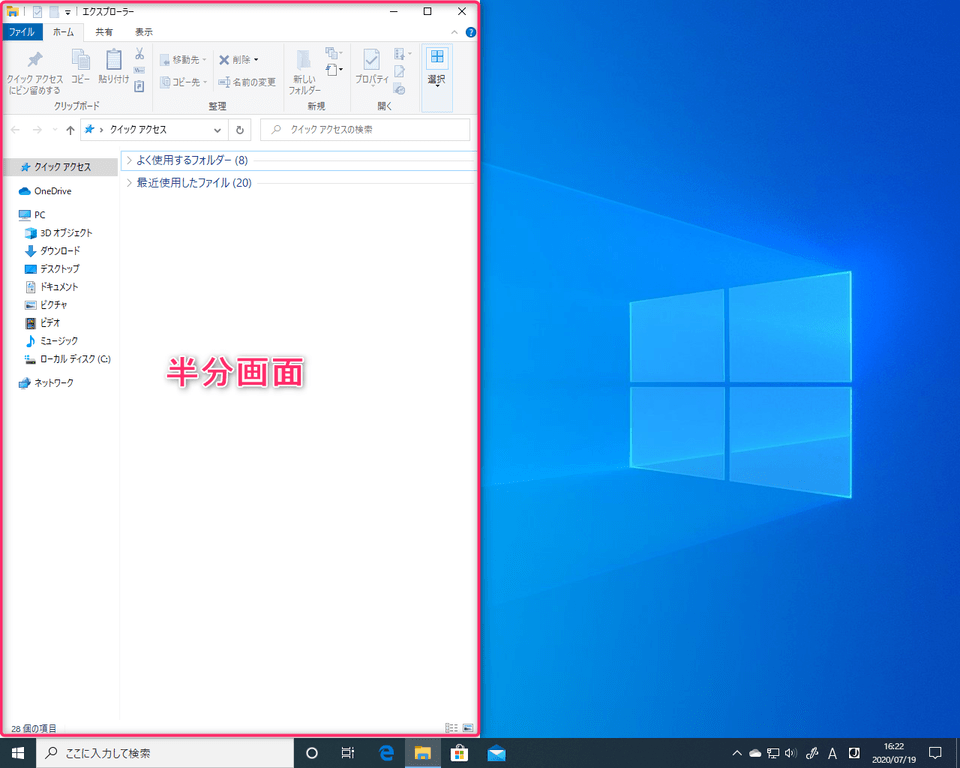 エクスプローラー
ファイル ホーム 共有 表示
クイック アクセス
にピン留めする
コピー
貼り付け
移動先
コピー先
削除
名前の変更
新しい
フォルダー
プロパティ
選択
クリップボード 整理 新規 開く
クイック アクセス
クイック アクセスの検索
クイック アクセス
OneDrive
PC
3D オブジェクト
ダウンロード
デスクトップ
ドキュメント
ピクチャ
ビデオ
ミュージック
ローカル ディスク (C:)
ネットワーク
よく使用するフォルダー (8)
最近使用したファイル (20)
半分画面
28 個の項目
ここに入力して検索
A
16:22
2020/07/19